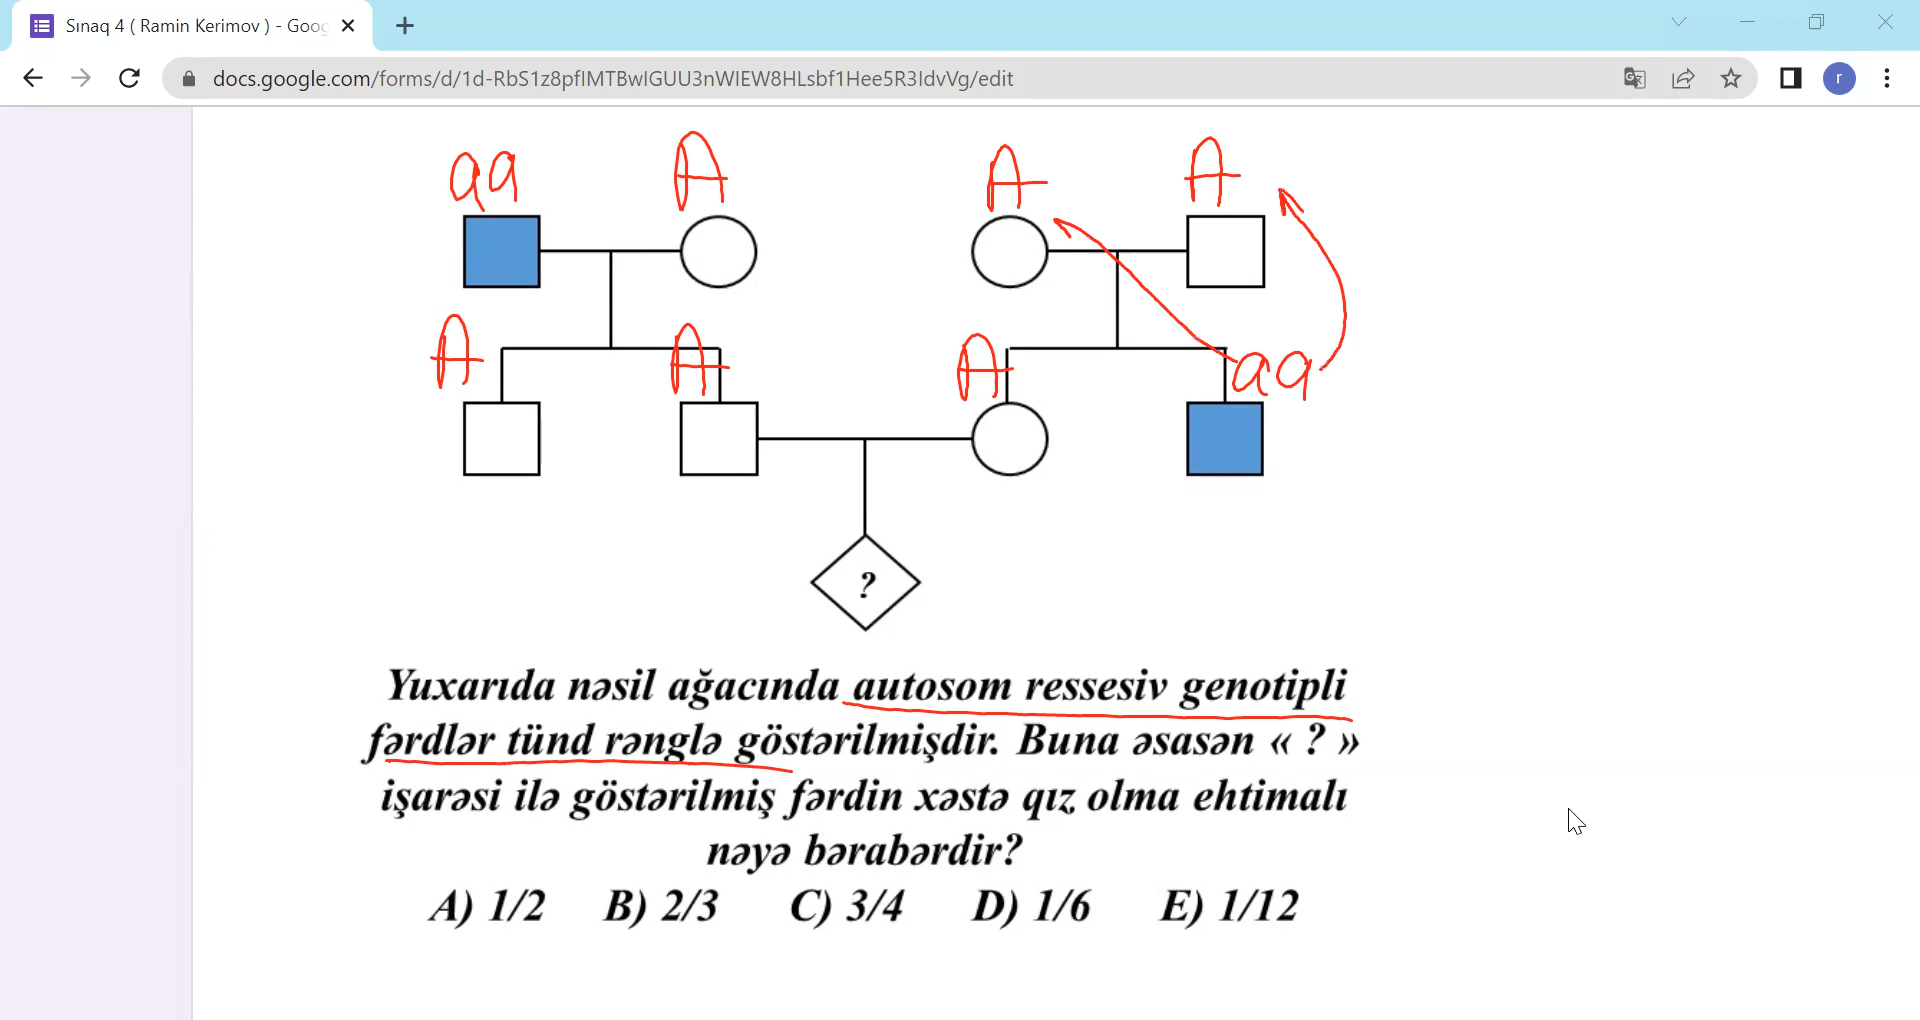 Sınaq 4 ( Ramin Kerimov ) - Goog
docs.google.com/forms/d/1d-RbS1z8pfIMTBwIGUU3nWIEW8HLsbf1Hee5R3IdvVg/edit
r
aa A A A
A A A aa
?
Yuxarıda nəsil ağacında autosom ressesiv genotipli
fərdlər tünd rənglə göstərilmişdir. Buna əsasən « ? »
işarəsi ilə göstərilmiş fərdin xəstə qız olma ehtimalı
nəyə bərabərdir?
A) 1/2 B) 2/3 C) 3/4 D) 1/6 E) 1/12